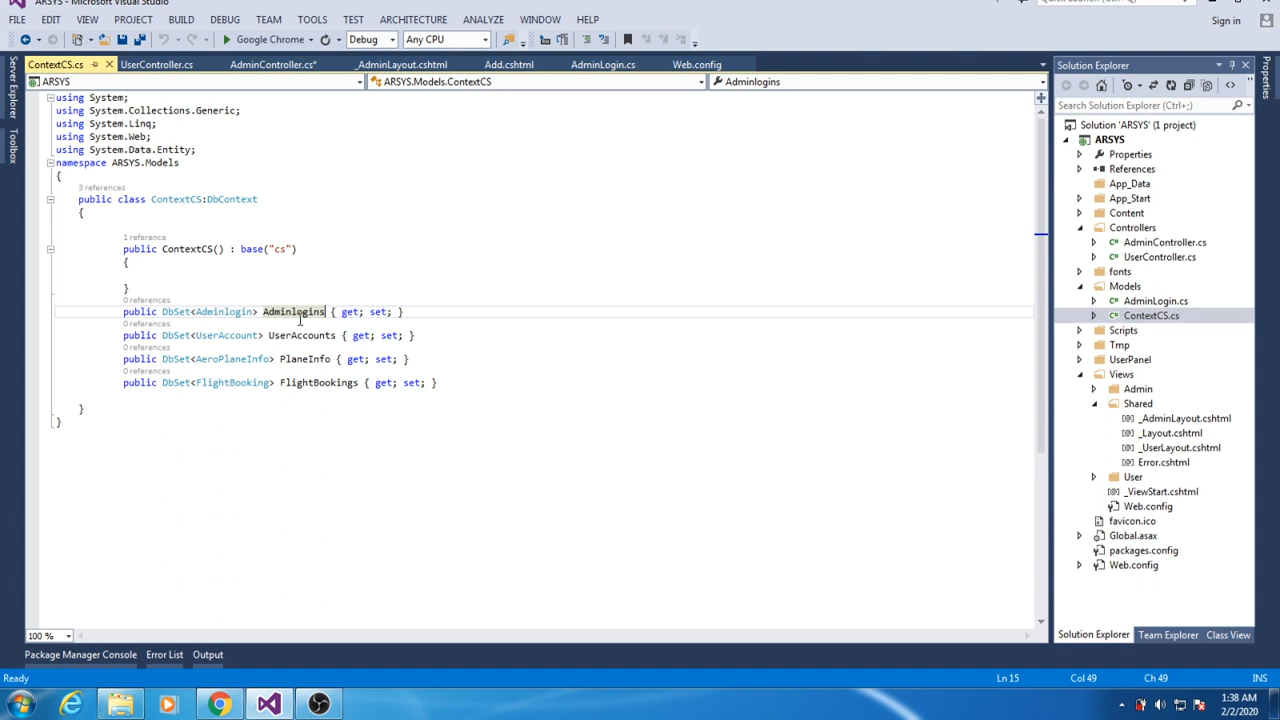 ARSYS - Microsoft Visual Studio
Quick Launch (Ctrl+Q)
FILE EDIT VIEW PROJECT BUILD DEBUG TEAM TOOLS TEST ARCHITECTURE ANALYZE WINDOW HELP
Sign in
Google Chrome Debug Any CPU
Server Explorer
Toolbox
ContextCS.cs UserController.cs AdminController.cs* _AdminLayout.cshtml Add.cshtml AdminLogin.cs Web.config
ARSYS ARSYS.Models.ContextCS Adminlogins
using System;
using System.Collections.Generic;
using System.Linq;
using System.Web;
using System.Data.Entity;
namespace ARSYS.Models
{
3 references
public class ContextCS:DbContext
{
1 reference
public ContextCS() : base("cs")
{
}
0 references
public DbSet<Adminlogin> Adminlogins { get; set; }
0 references
public DbSet<UserAccount> UserAccounts { get; set; }
0 references
public DbSet<AeroPlaneInfo> PlaneInfo { get; set; }
0 references
public DbSet<FlightBooking> FlightBookings { get; set; }
}
}
100 %
Solution Explorer
Search Solution Explorer (Ctrl+;)
Solution 'ARSYS' (1 project)
ARSYS
Properties
References
App_Data
App_Start
Content
Controllers
C# AdminController.cs
C# UserController.cs
fonts
Models
C# AdminLogin.cs
C# ContextCS.cs
Scripts
Tmp
UserPanel
Views
Admin
Shared
[@] _AdminLayout.cshtml
[@] _Layout.cshtml
[@] _UserLayout.cshtml
[@] Error.cshtml
User
[@] _ViewStart.cshtml
Web.config
favicon.ico
Global.asax
packages.config
Web.config
Solution Explorer Team Explorer Class View
Properties
Package Manager Console Error List Output
Ready Ln 15 Col 49 Ch 49 INS
1:38 AM
2/2/2020